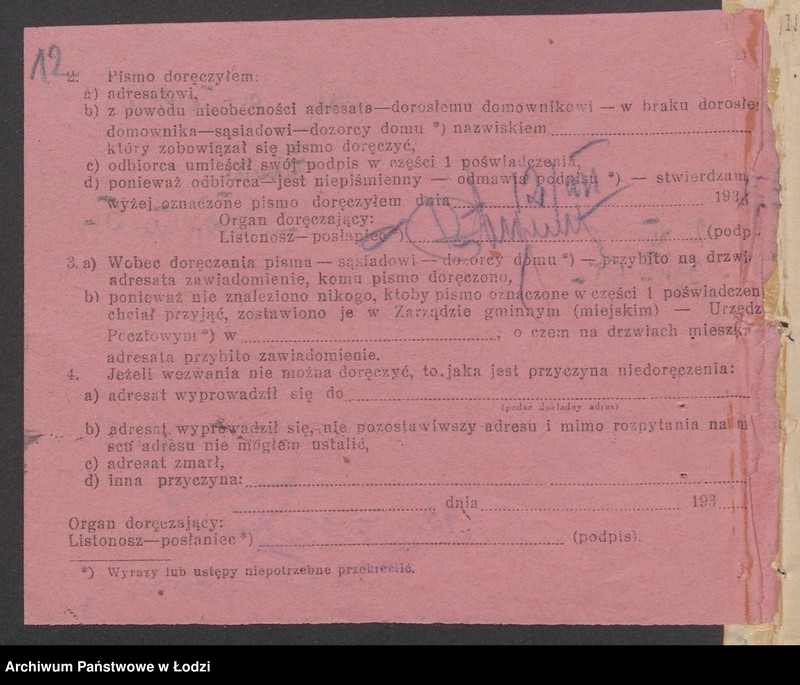 12
2. Pismo doręczyłem:
a) adresatowi,
b) z powodu nieobecności adresata—dorosłemu domownikowi — w braku dorosłe
domownika—sąsiadowi—dozorcy domu *) nazwiskiem
który zobowiązał się pismo doręczyć,
c) odbiorca umieścił swój podpis w części 1 poświadczenia,
d) ponieważ odbiorca—jest niepiśmienny — odmawia podpisu *) — stwierdzam,
wyżej oznaczone pismo doręczyłem dnia 193
Organ doręczający:
Listonosz—posłaniec *) (podp
3. a) Wobec doręczenia pisma — sąsiadowi — dozorcy domu *) — przybito na drzwi
adresata zawiadomienie, komu pismo doręczono,
b) ponieważ nie znaleziono nikogo, ktoby pismo oznaczone w części 1 poświadczen
chciał przyjąć, zostawiono je w Zarządzie gminnym (miejskim) — Urzędz
Pocztowym *) w , o czem na drzwiach mieszka
adresata przybito zawiadomienie.
4. Jeżeli wezwania nie można doręczyć, to jaka jest przyczyna niedoręczenia:
a) adresat wyprowadził się do
(podać dokładny adres)
b) adresat wyprowadził się, nie pozostawiwszy adresu i mimo rozpytania na m
scu adresu nie mogłem ustalić,
c) adresat zmarł,
d) inna przyczyna:
dnia 193
Organ doręczający:
Listonosz—posłaniec *) (podpis).
*) Wyrazy lub ustępy niepotrzebne przekreślić.
Archiwum Państwowe w Łodzi